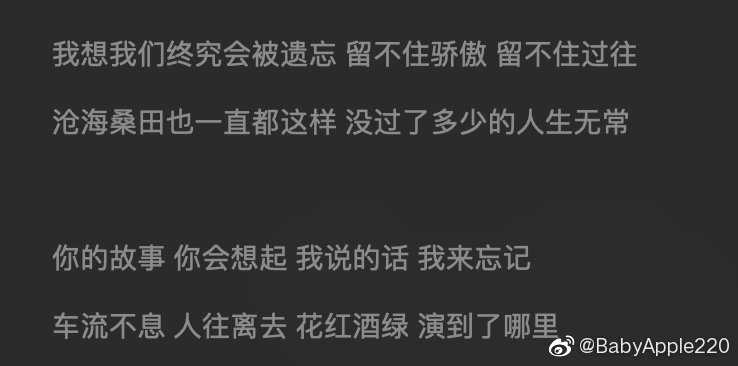 我想我们终究会被遗忘 留不住骄傲 留不住过往
沧海桑田也一直都这样 没过了多少的人生无常
你的故事 你会想起 我说的话 我来忘记
车流不息 人往离去 花红酒绿 演到了哪里
@BabyApple220